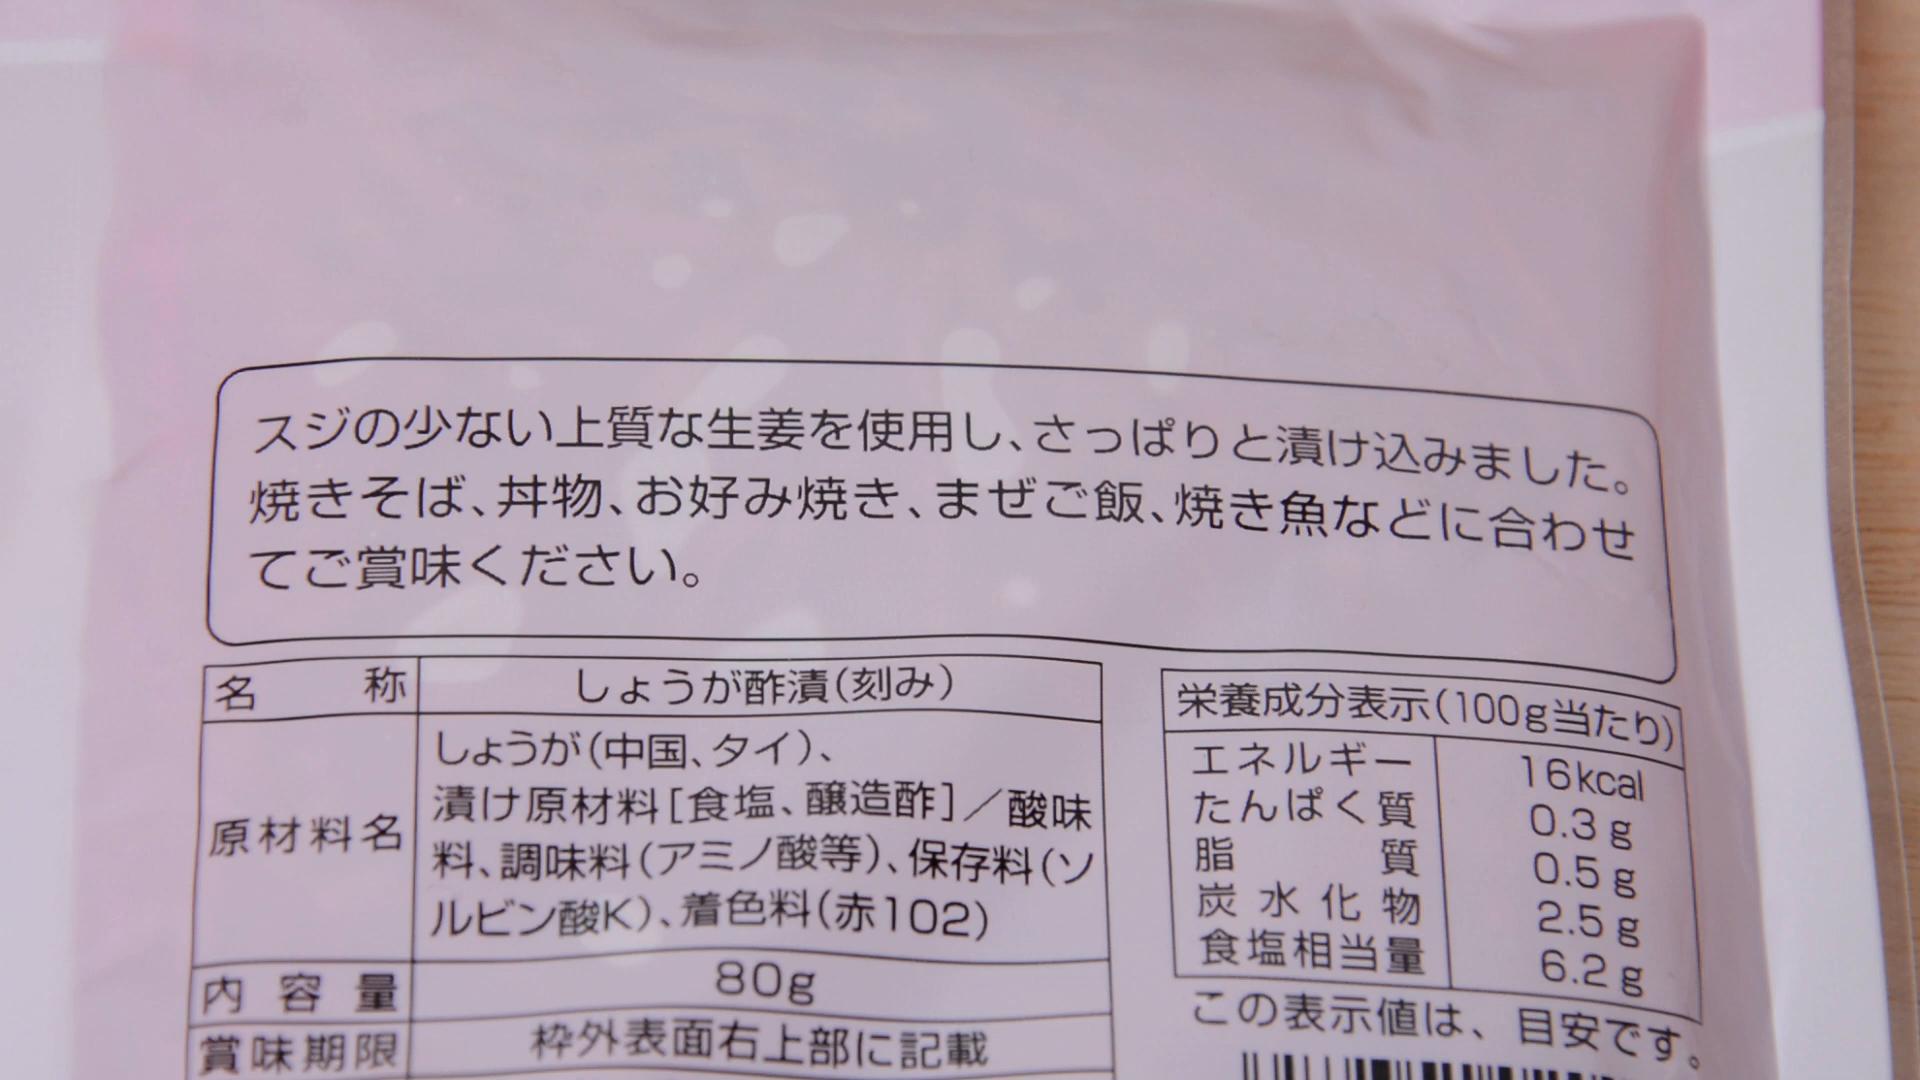 スジの少ない上質な生姜を使用し、さっぱりと漬け込みました。
焼きそば、丼物、お好み焼き、まぜご飯、焼き魚などに合わせ
てご賞味ください。
名称 しょうが酢漬(刻み)
原材料名 しょうが(中国、タイ)、
漬け原材料[食塩、醸造酢]/酸味
料、調味料(アミノ酸等)、保存料(ソ
ルビン酸K)、着色料(赤102)
内容量 80g
賞味期限 枠外表面右上部に記載
栄養成分表示(100g当たり)
エネルギー 16kcal
たんぱく質 0.3g
脂質 0.5g
炭水化物 2.5g
食塩相当量 6.2g
この表示値は、目安です。